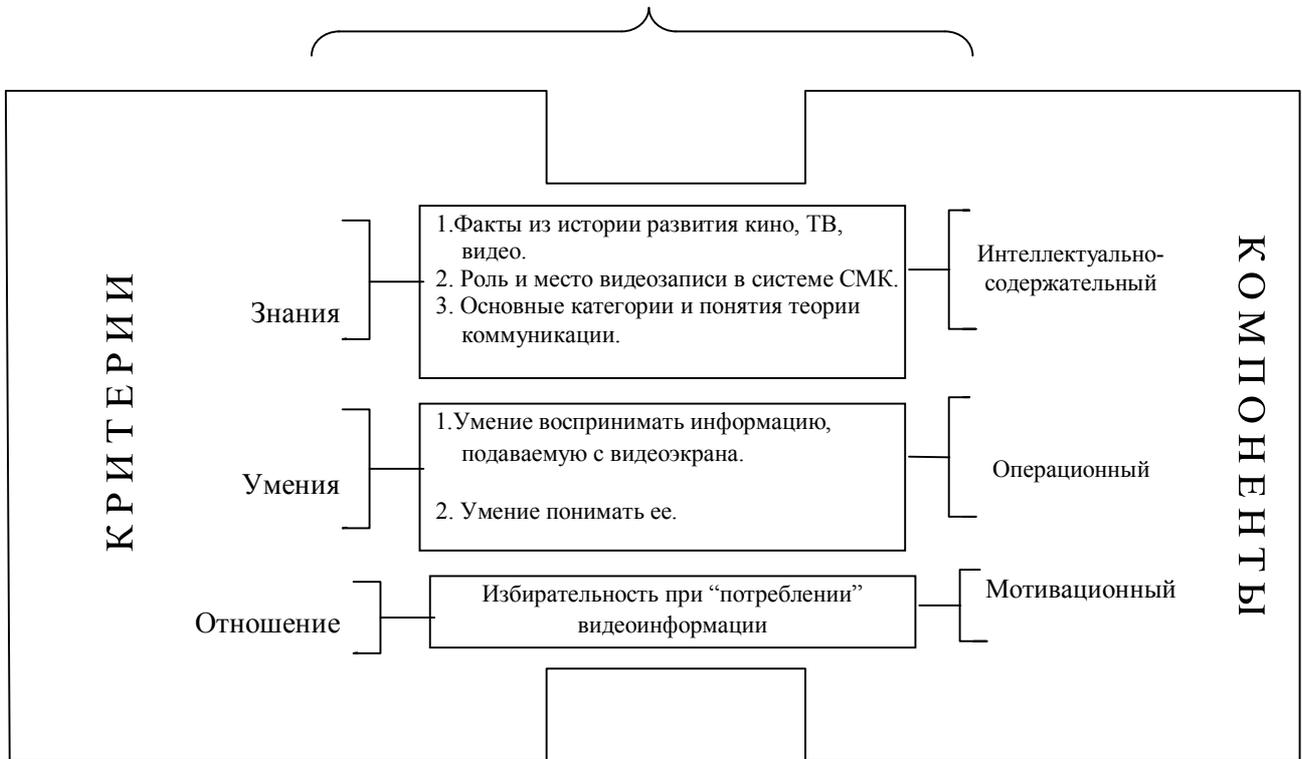 К Р И Т Е Р И И
Знания
1.Факты из истории развития кино, ТВ,
видео.
2. Роль и место видеозаписи в системе СМК.
3. Основные категории и понятия теории
коммуникации.
Интеллектуально-
содержательный
Умения
1.Умение воспринимать информацию,
подаваемую с видеоэкрана.
2. Умение понимать ее.
Операционный
Отношение
Избирательность при “потреблении”
видеоинформации
Мотивационный
К О М П О Н Е Н Т Ы